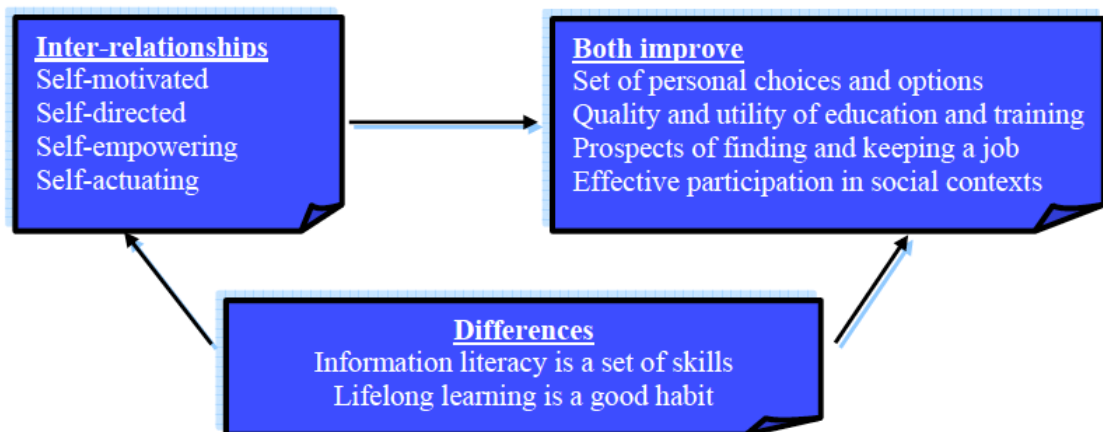 Inter-relationships
Self-motivated
Self-directed
Self-empowering
Self-actuating
Both improve
Set of personal choices and options
Quality and utility of education and training
Prospects of finding and keeping a job
Effective participation in social contexts
Differences
Information literacy is a set of skills
Lifelong learning is a good habit